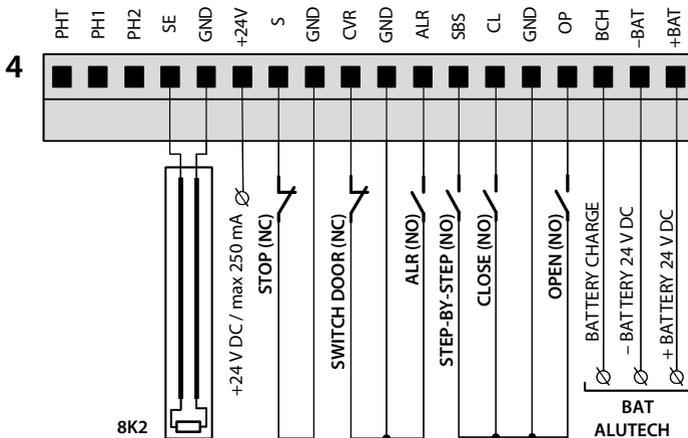 PHT
PH1
PH2
SE
GND
+24V
S
GND
CVR
GND
ALR
SBS
CL
GND
OP
BCH
–BAT
+BAT
4
+24 V DC / max 250 mA
STOP (NC)
SWITCH DOOR (NC)
ALR (NO)
STEP-BY-STEP (NO)
CLOSE (NO)
OPEN (NO)
BATTERY CHARGE
– BATTERY 24 V DC
+ BATTERY 24 V DC
8K2
BAT
ALUTECH